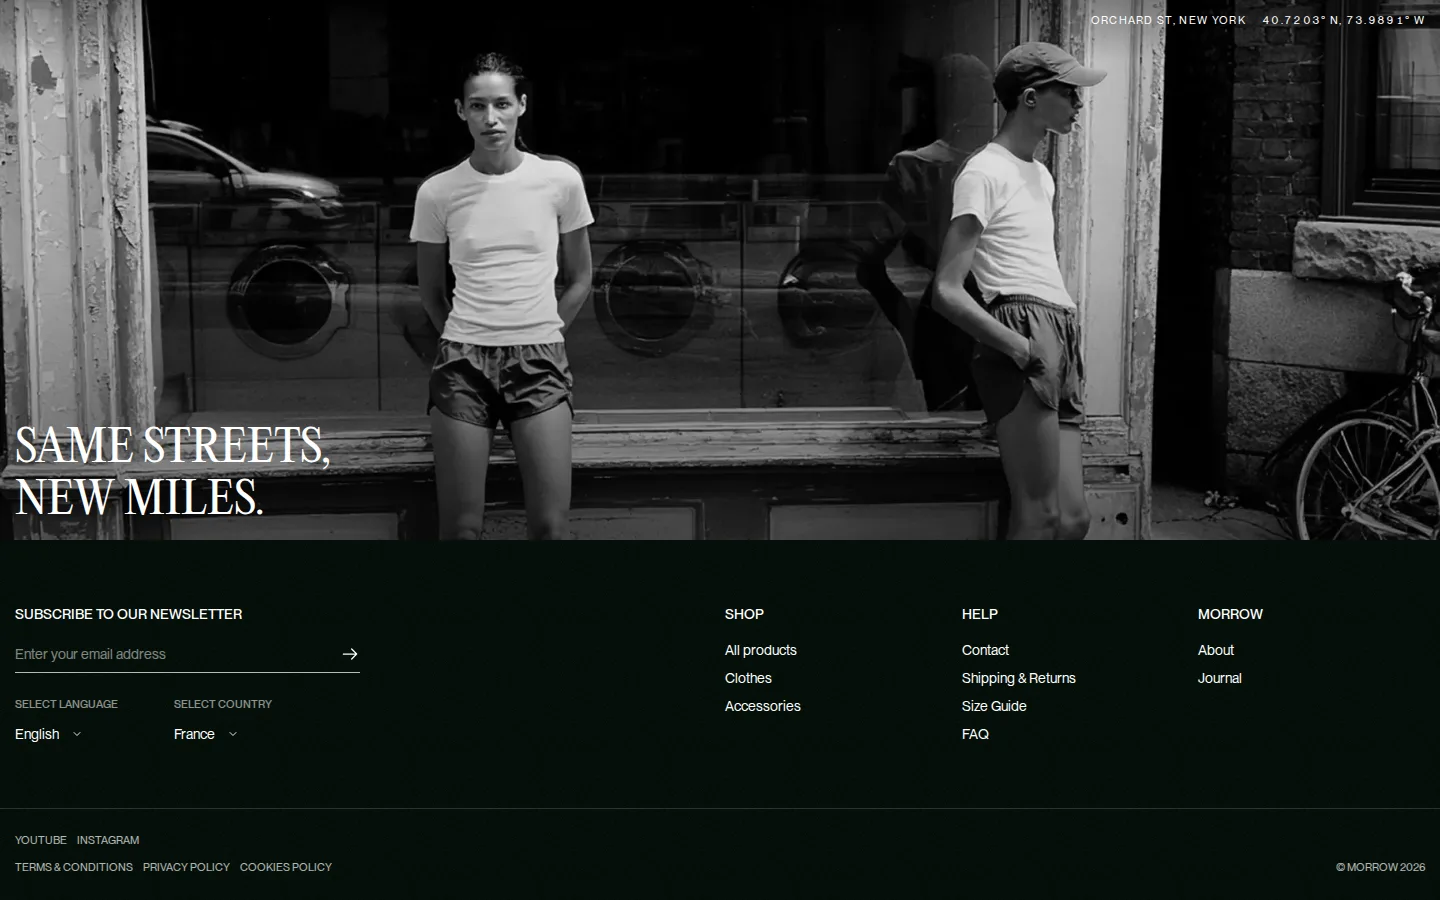 ORCHARD ST, NEW YORK 40.7203° N, 73.9891° W
SAME STREETS,
NEW MILES.
SUBSCRIBE TO OUR NEWSLETTER
Enter your email address
SELECT LANGUAGE SELECT COUNTRY
English France
SHOP
All products
Clothes
Accessories
HELP
Contact
Shipping & Returns
Size Guide
FAQ
MORROW
About
Journal
YOUTUBE INSTAGRAM
TERMS & CONDITIONS PRIVACY POLICY COOKIES POLICY
© MORROW 2026